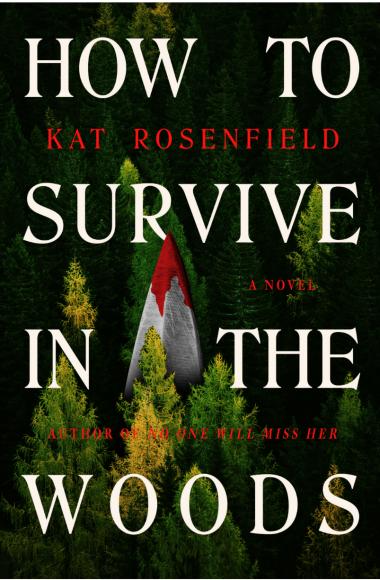 HOW TO
KAT ROSENFIELD
SURVIVE
A NOVEL
IN THE
AUTHOR OF NO ONE WILL MISS HER
WOODS